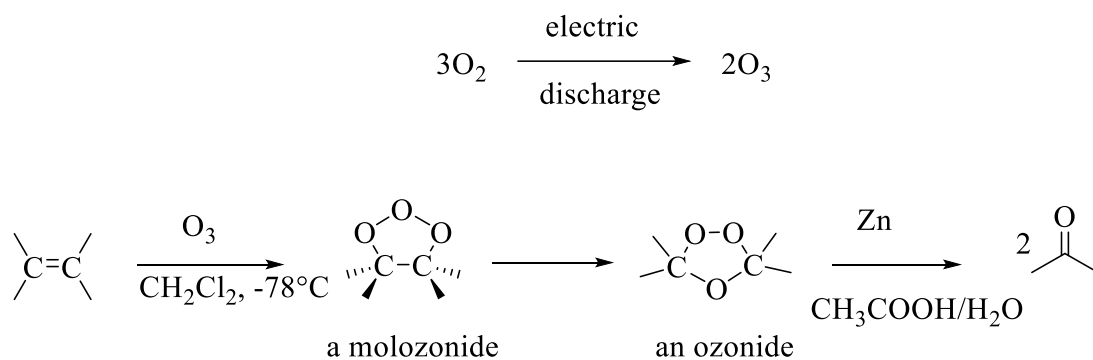 electric
3O₂ 2O₃
discharge
O₃
CH₂Cl₂, -78°C
C=C
O O O
C C
a molozonide
O-O
C C
O
an ozonide
Zn
CH₃COOH/H₂O
2
O